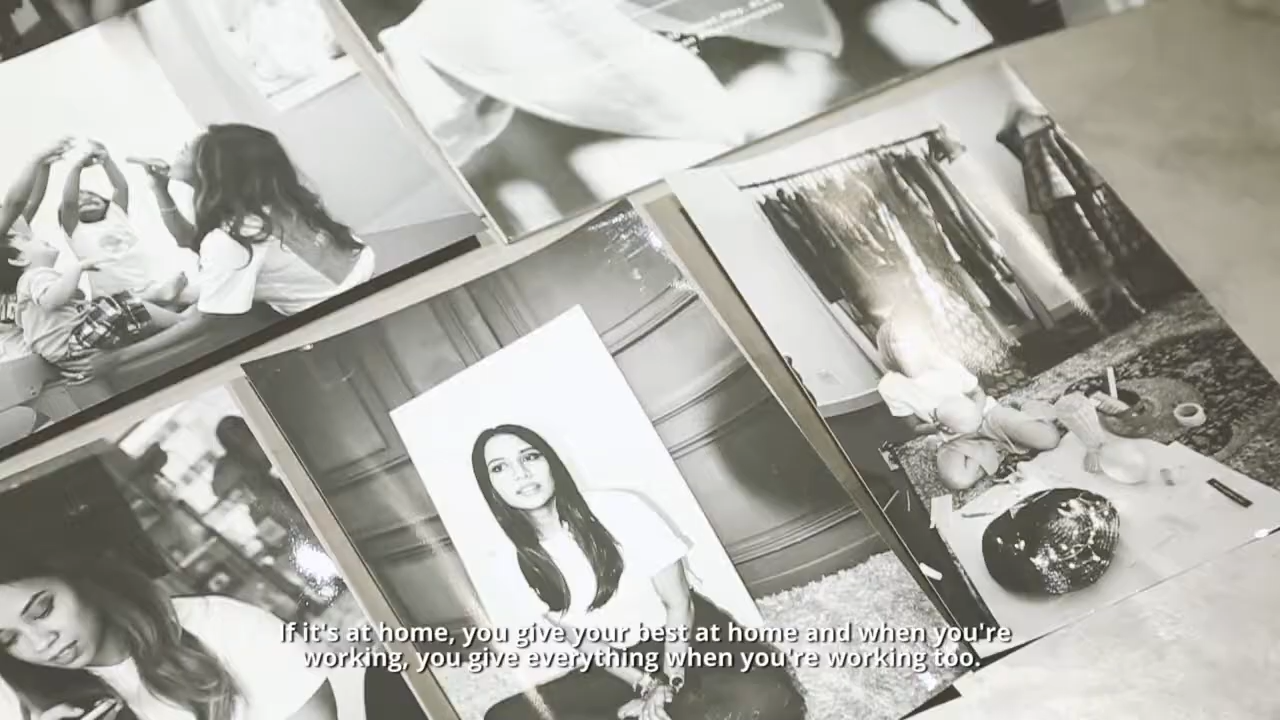 If it's at home, you give your best at home and when you're
working, you give everything when you're working too.